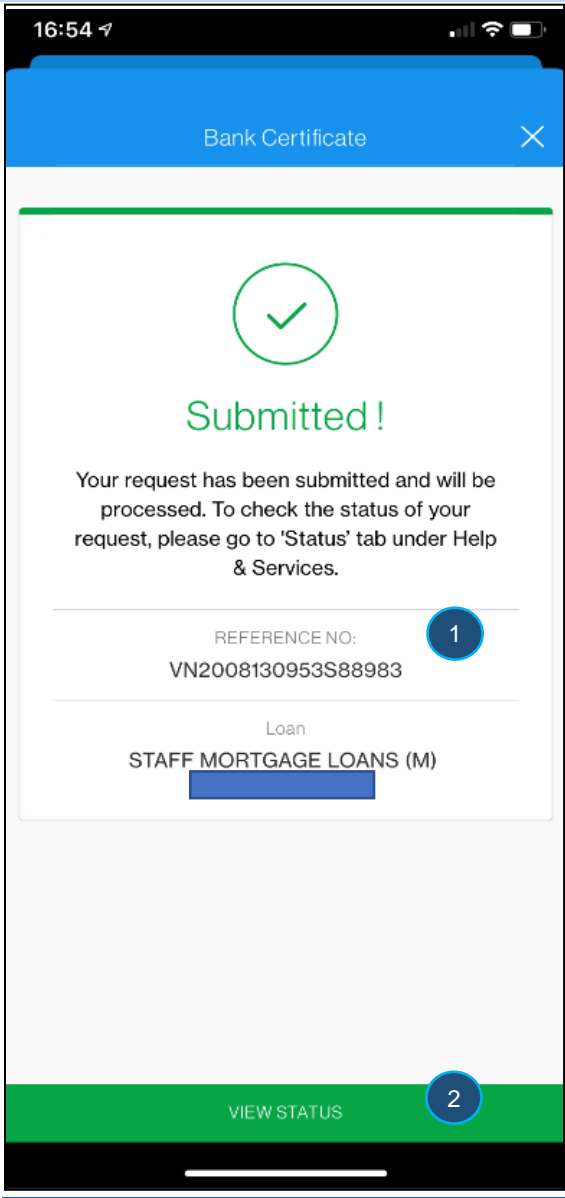 16:54
Bank Certificate
Submitted !
Your request has been submitted and will be
processed. To check the status of your
request, please go to 'Status’ tab under Help
& Services.
REFERENCE NO:
1
VN2008130953S88983
Loan
STAFF MORTGAGE LOANS (M)
VIEW STATUS
2